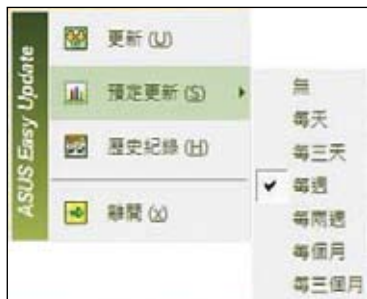 ASUS Easy Update
更新 (U)
預定更新 (S)
歷史紀錄 (H)
離開 (X)
無
每天
每三天
每週
每兩週
每個月
每三個月